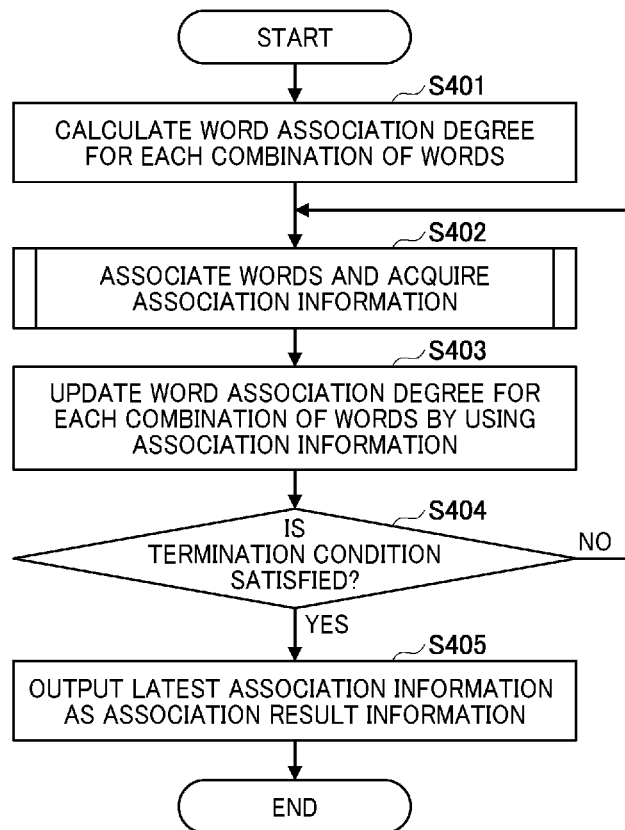 START
S401
CALCULATE WORD ASSOCIATION DEGREE
FOR EACH COMBINATION OF WORDS
S402
ASSOCIATE WORDS AND ACQUIRE
ASSOCIATION INFORMATION
S403
UPDATE WORD ASSOCIATION DEGREE FOR
EACH COMBINATION OF WORDS BY USING
ASSOCIATION INFORMATION
S404
IS
TERMINATION CONDITION
SATISFIED?
NO
YES
S405
OUTPUT LATEST ASSOCIATION INFORMATION
AS ASSOCIATION RESULT INFORMATION
END